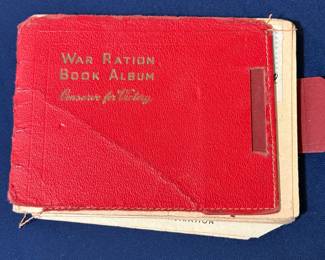 War Ration
Book Album
Conserve for Victory